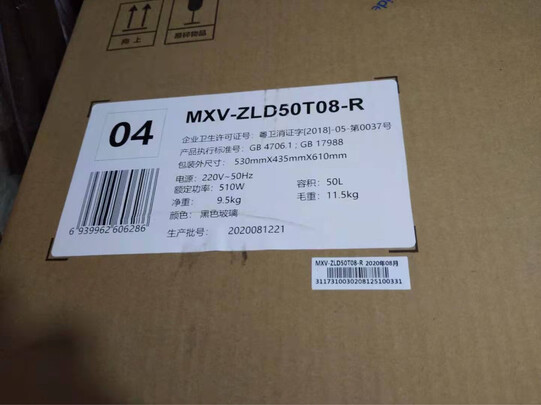 向上
易碎物品
04
MXV-ZLD50T08-R
企业卫生许可证号：粤卫消证字[2018]-05-第0037号
产品执行标准号：GB 4706.1；GB 17988
包装外尺寸：530mmX435mmX610mm
电源：220V~50Hz
额定功率：510W
容积：50L
净重：9.5kg
毛重：11.5kg
颜色：黑色玻璃
生产批号：2020081221
6 939962 606286
MXV-ZLD50T08-R 2020年08月
3117310030208125100331